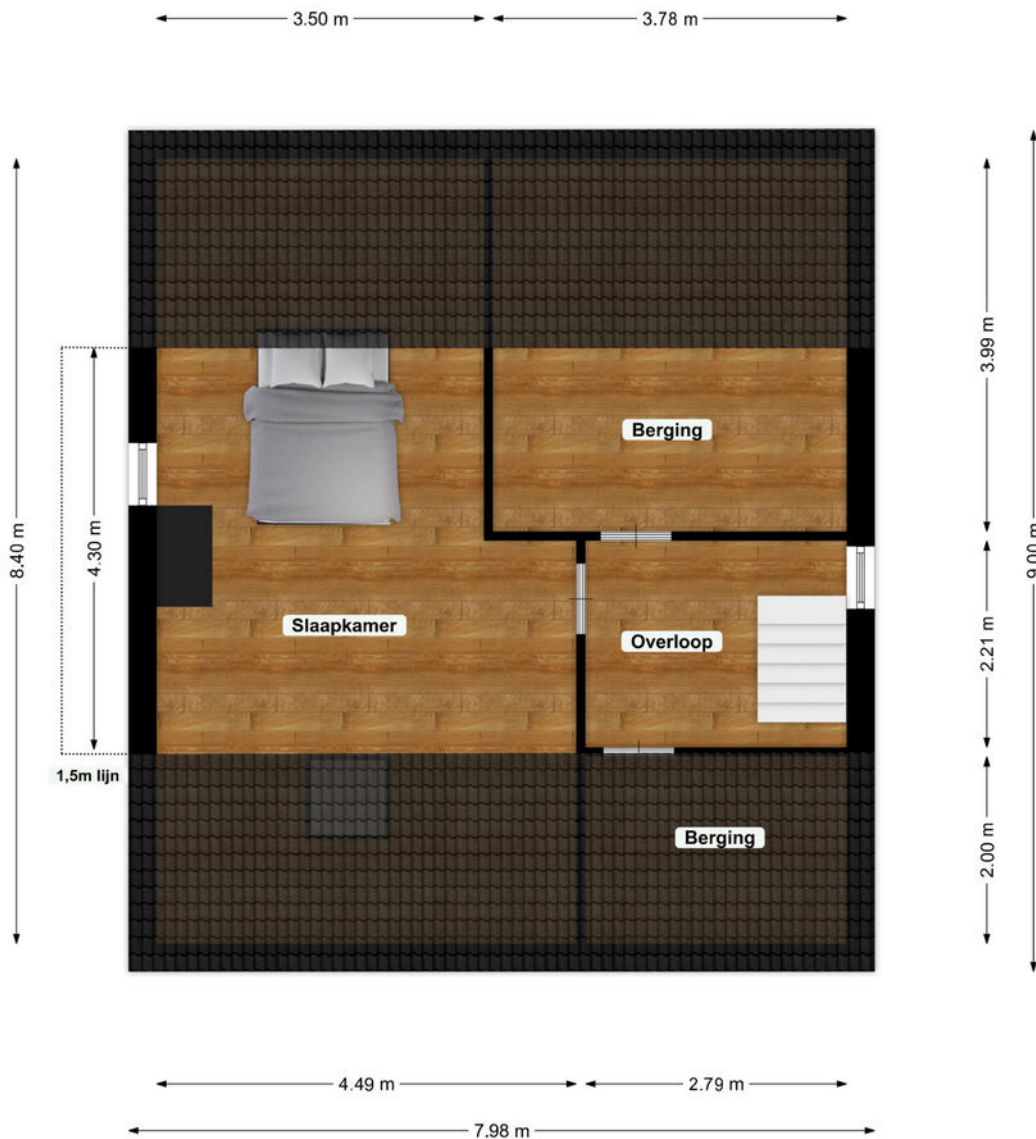 3.50 m
3.78 m
3.99 m
Berging
8.40 m
4.30 m
9.00 m
Slaapkamer
Overloop
2.21 m
1,5m lijn
Berging
2.00 m
4.49 m
2.79 m
7.98 m